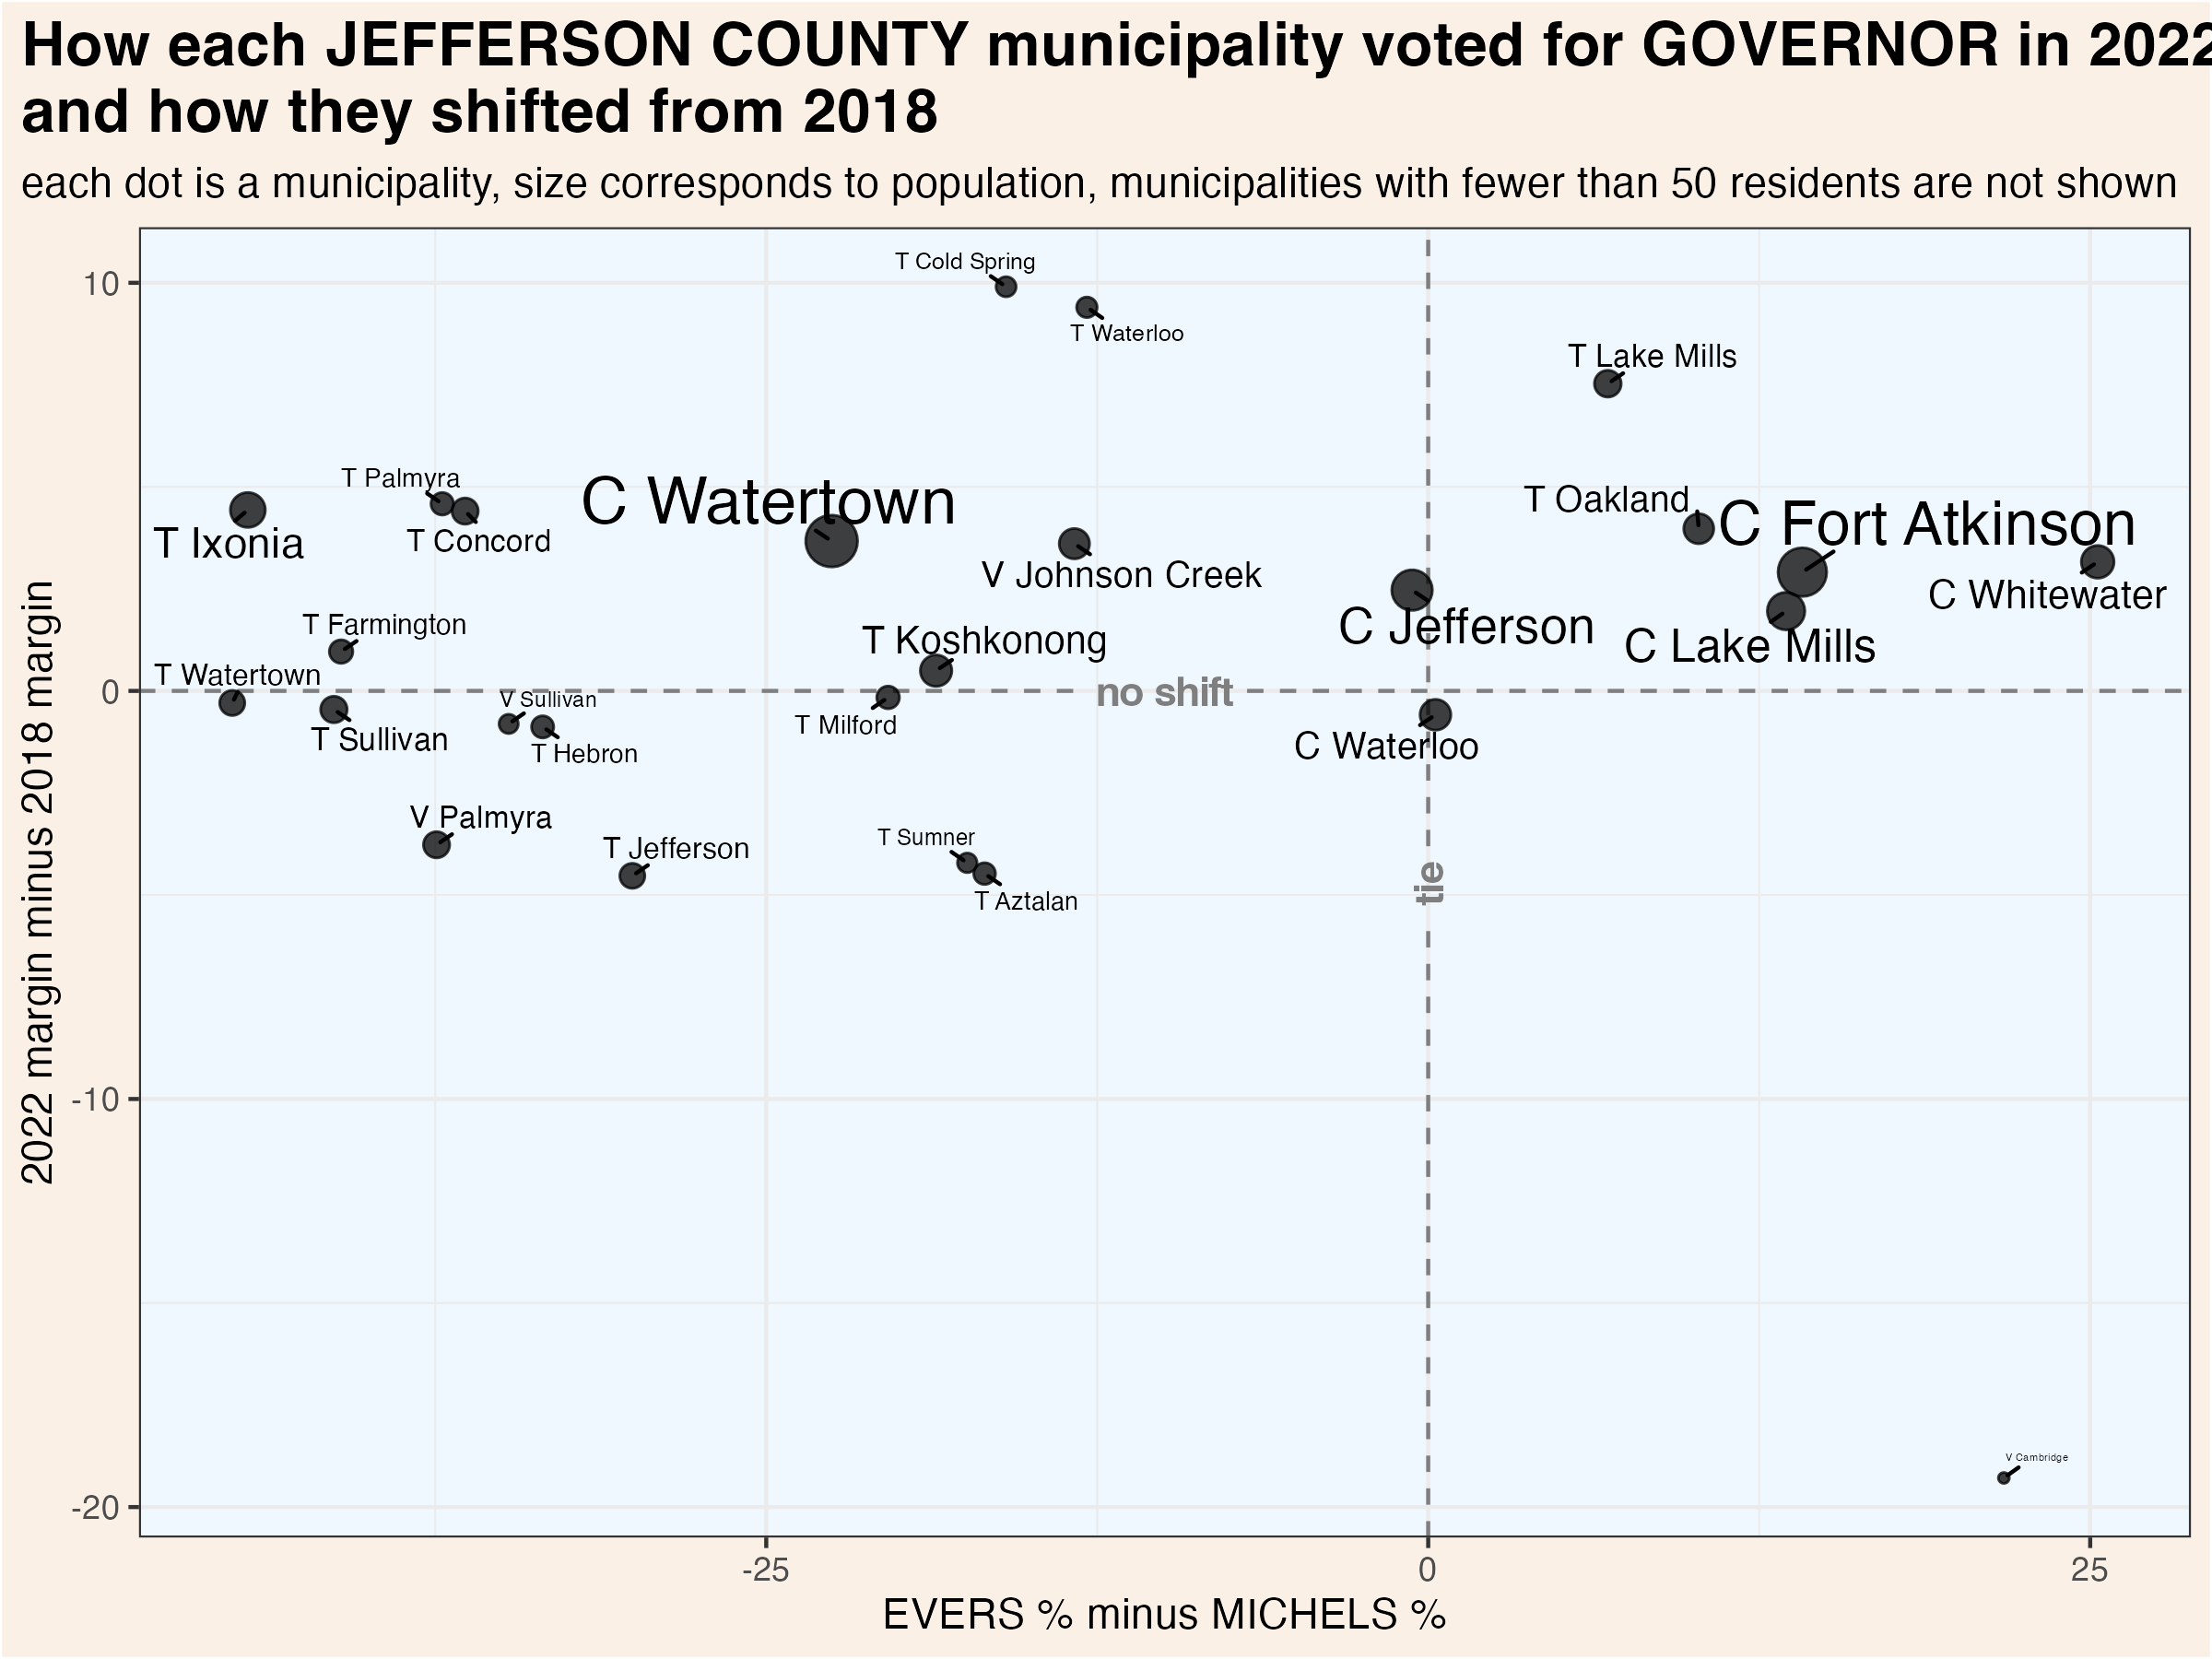 How each JEFFERSON COUNTY municipality voted for GOVERNOR in 2022
and how they shifted from 2018
each dot is a municipality, size corresponds to population, municipalities with fewer than 50 residents are not shown
2022 margin minus 2018 margin
10
0
-10
-20
T Cold Spring
T Waterloo
T Lake Mills
T Palmyra
T Ixonia
T Concord
C Watertown
V Johnson Creek
T Oakland
C Fort Atkinson
C Whitewater
C Jefferson
C Lake Mills
T Farmington
T Koshkonong
T Watertown
no shift
T Sullivan
V Sullivan
T Hebron
T Milford
C Waterloo
V Palmyra
T Jefferson
T Sumner
T Aztalan
tie
V Cambridge
-25
0
25
EVERS % minus MICHELS %